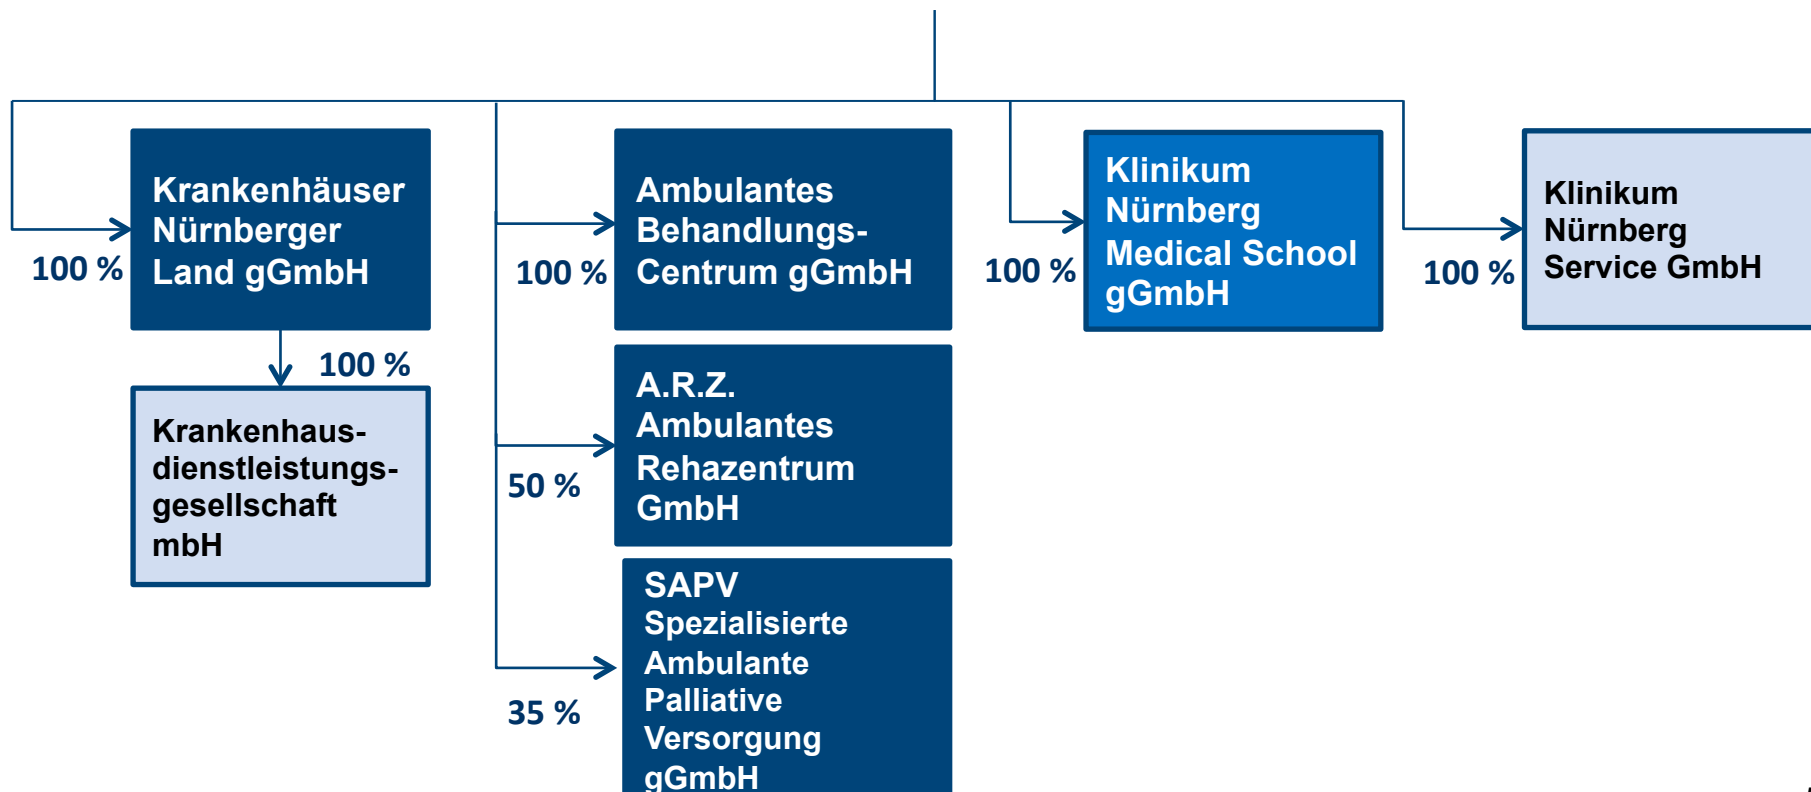 Krankenhäuser
Nürnberger
Land gGmbH
100 %
100 %
Krankenhaus-
dienstleistungs-
gesellschaft
mbH
Ambulantes
Behandlungs-
Centrum gGmbH
100 %
A.R.Z.
Ambulantes
Rehazentrum
GmbH
50 %
SAPV
Spezialisierte
Ambulante
Palliative
Versorgung
gGmbH
35 %
Klinikum
Nürnberg
Medical School
gGmbH
100 %
Klinikum
Nürnberg
Service GmbH
100 %